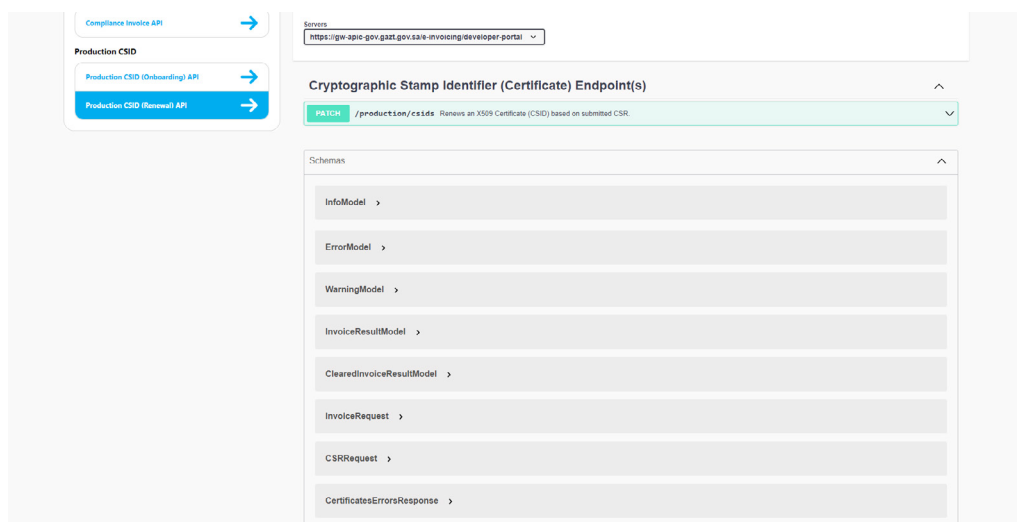 Compliance Invoice API
Production CSID
Production CSID (Onboarding) API
Production CSID (Renewal) API
Servers
https://gw-apic-gov.gazt.gov.sa/e-invoicing/developer-portal
Cryptographic Stamp Identifier (Certificate) Endpoint(s)
PATCH /production/csids Renews an X509 Certificate (CSID) based on submitted CSR.
Schemas
InfoModel
ErrorModel
WarningModel
InvoiceResultModel
ClearedInvoiceResultModel
InvoiceRequest
CSRRequest
CertificatesErrorsResponse